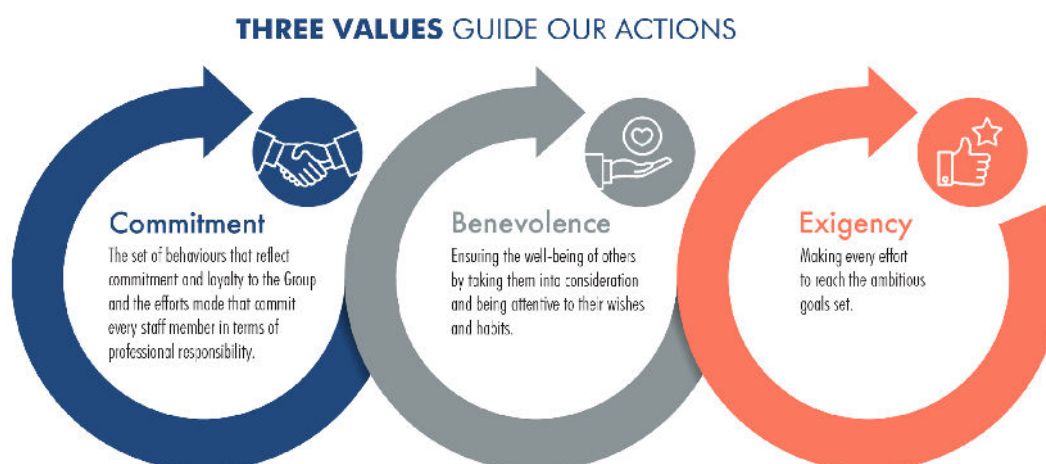 THREE VALUES GUIDE OUR ACTIONS
Commitment
The set of behaviours that reflect
commitment and loyalty to the Group
and the efforts made that commit
every staff member in terms of
professional responsibility.
Benevolence
Ensuring the well-being of others
by taking them into consideration
and being attentive to their wishes
and habits.
Exigency
Making every effort
to reach the ambitious
goals set.